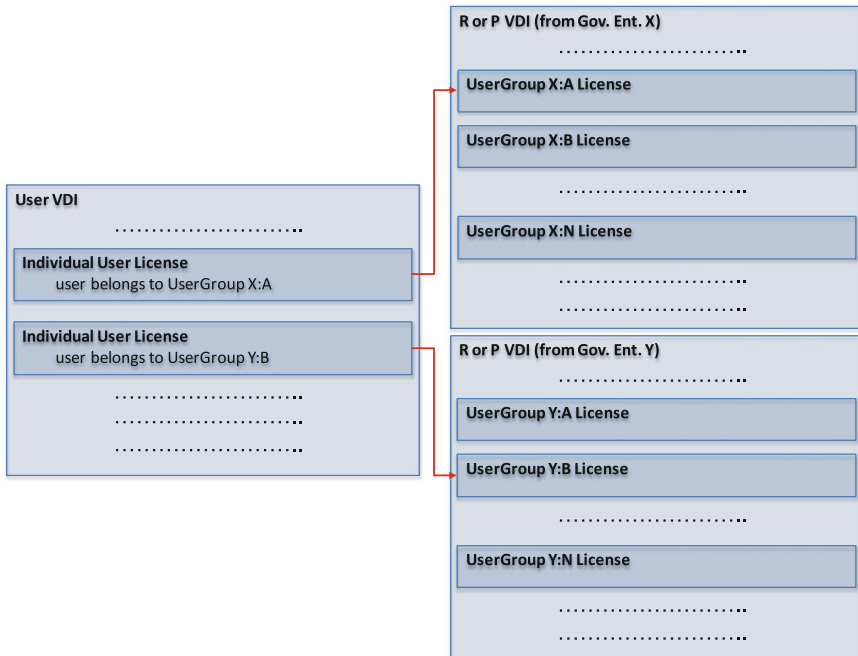 User VDI
...........................
Individual User License
user belongs to UserGroup X:A
Individual User License
user belongs to UserGroup Y:B
...........................
...........................
...........................
R or P VDI (from Gov. Ent. X)
...........................
UserGroup X:A License
UserGroup X:B License
...........................
UserGroup X:N License
...........................
...........................
R or P VDI (from Gov. Ent. Y)
...........................
UserGroup Y:A License
UserGroup Y:B License
...........................
UserGroup Y:N License
...........................
...........................